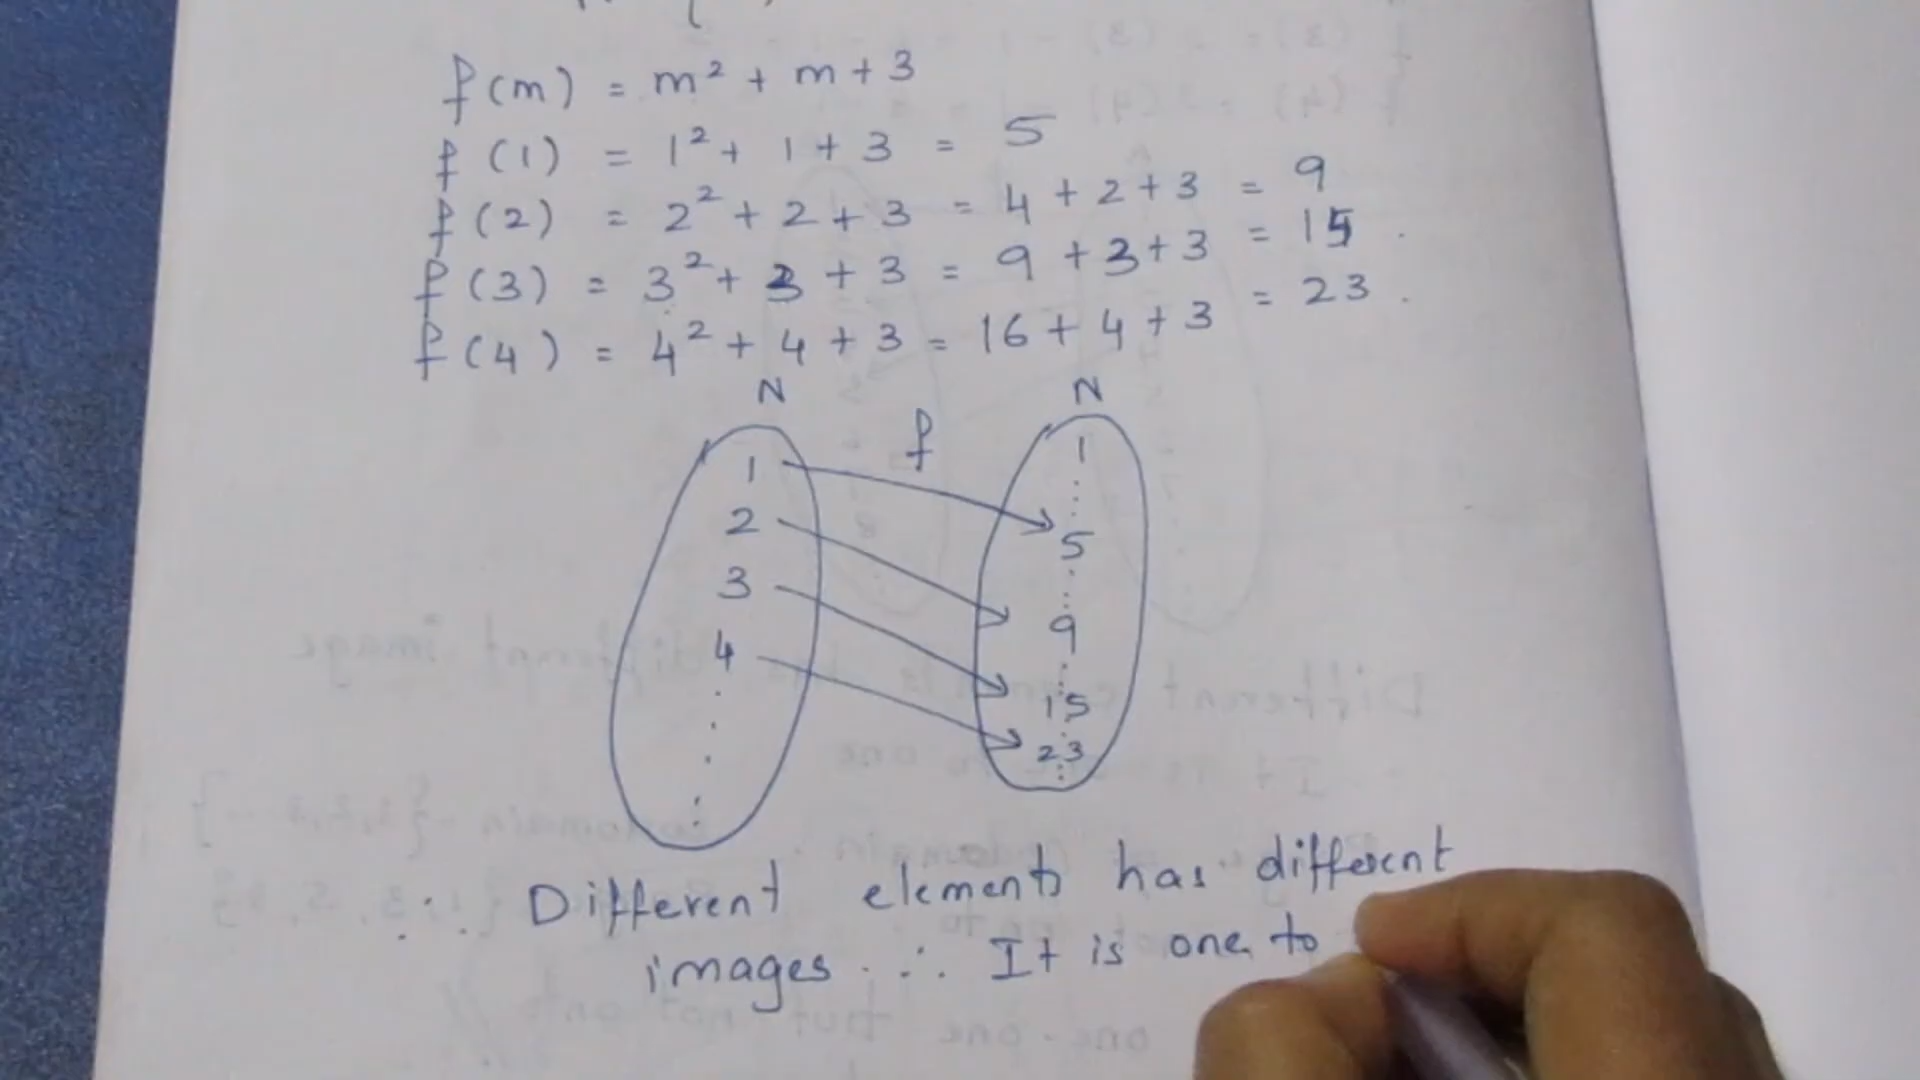 f(m) = m² + m + 3
f(1) = 1² + 1 + 3 = 5
f(2) = 2² + 2 + 3 = 4 + 2 + 3 = 9
f(3) = 3² + 3 + 3 = 9 + 3 + 3 = 15
f(4) = 4² + 4 + 3 = 16 + 4 + 3 = 23
N f N
1 1
2 5
3 9
4 15
23
∴ Different elements has different
images. ∴ It is one to